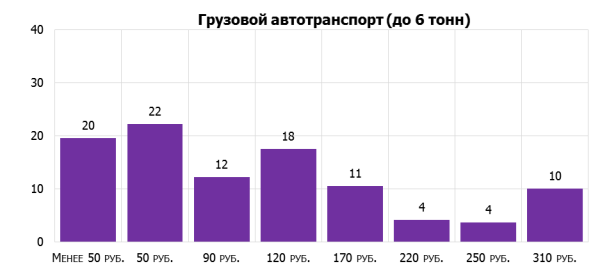 Грузовой автотранспорт (до 6 тонн)
40
30
20
10
0
20
22
12
18
11
4
4
10
Менее 50 руб.
50 руб.
90 руб.
120 руб.
170 руб.
220 руб.
250 руб.
310 руб.